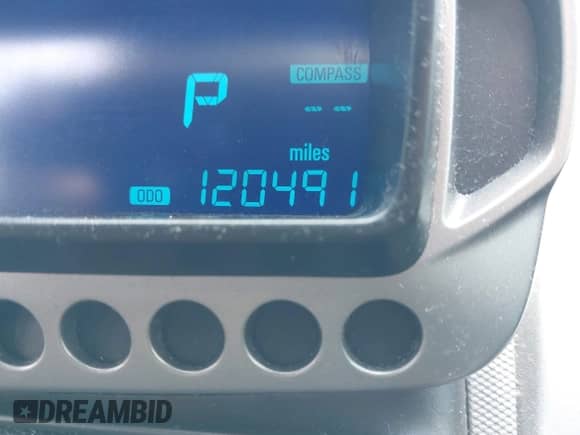 P
COMPASS
-- 
miles
ODO 120491
DREAMBID